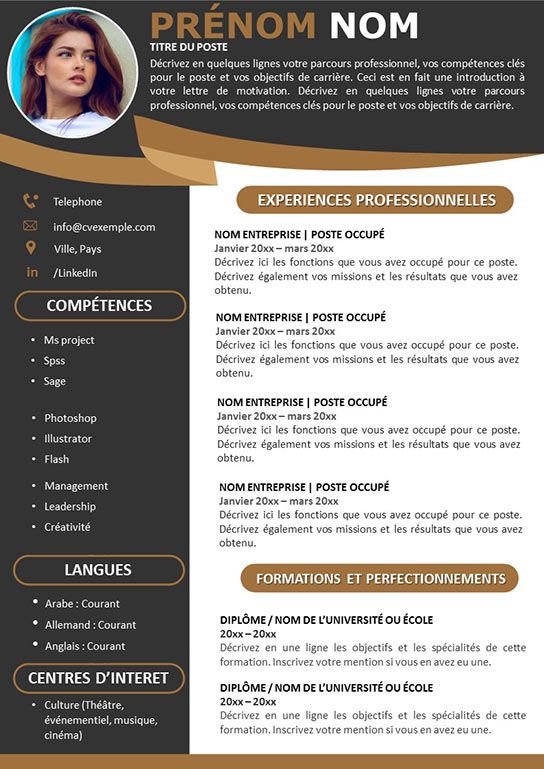 PRÉNOM NOM
TITRE DU POSTE
Décrivez en quelques lignes votre parcours professionnel, vos compétences clés
pour le poste et vos objectifs de carrière. Ceci est en fait une introduction à
votre lettre de motivation. Décrivez en quelques lignes votre parcours
professionnel, vos compétences clés pour le poste et vos objectifs de carrière.
Telephone
info@cvexemple.com
Ville, Pays
in /LinkedIn
COMPÉTENCES
• Ms project
• Spss
• Sage
• Photoshop
• Illustrator
• Flash
• Management
• Leadership
• Créativité
LANGUES
• Arabe : Courant
• Allemand : Courant
• Anglais : Courant
CENTRES D'INTERET
• Culture (Théâtre,
événementiel, musique,
cinéma)
EXPERIENCES PROFESSIONNELLES
NOM ENTREPRISE | POSTE OCCUPÉ
Janvier 20xx – mars 20xx
Décrivez ici les fonctions que vous avez occupé pour ce poste.
Décrivez également vos missions et les résultats que vous avez
obtenu.
NOM ENTREPRISE | POSTE OCCUPÉ
Janvier 20xx – mars 20xx
Décrivez ici les fonctions que vous avez occupé pour ce poste.
Décrivez également vos missions et les résultats que vous avez
obtenu.
NOM ENTREPRISE | POSTE OCCUPÉ
Janvier 20xx – mars 20xx
Décrivez ici les fonctions que vous avez occupé pour ce poste.
Décrivez également vos missions et les résultats que vous avez
obtenu.
NOM ENTREPRISE | POSTE OCCUPÉ
Janvier 20xx – mars 20xx
Décrivez ici les fonctions que vous avez occupé pour ce poste.
Décrivez également vos missions et les résultats que vous avez
obtenu.
FORMATIONS ET PERFECTIONNEMENTS
DIPLÔME / NOM DE L'UNIVERSITÉ OU ÉCOLE
20xx – 20xx
Décrivez en une ligne les objectifs et les spécialités de cette
formation. Inscrivez votre mention si vous en avez eu une.
DIPLÔME / NOM DE L'UNIVERSITÉ OU ÉCOLE
20xx – 20xx
Décrivez en une ligne les objectifs et les spécialités de cette
formation. Inscrivez votre mention si vous en avez eu une.